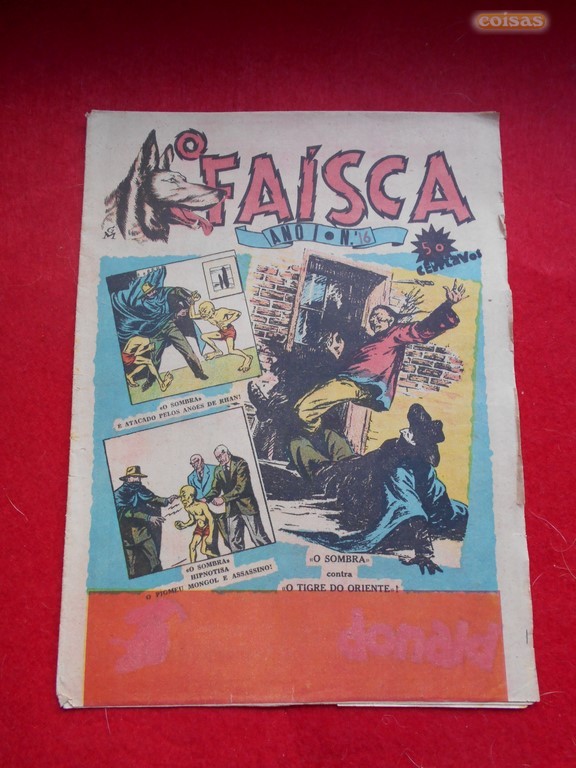 coisas
O FAÍSCA
ANO I • N.º 16
50
CENTAVOS
«O SOMBRA»
E ATACADO PELOS ANÕES DE RHAN!
«O SOMBRA»
HIPNOTISA
O PIGMEU MONGOL E ASSASSINO!
«O SOMBRA»
contra
«O TIGRE DO ORIENTE»!
donald